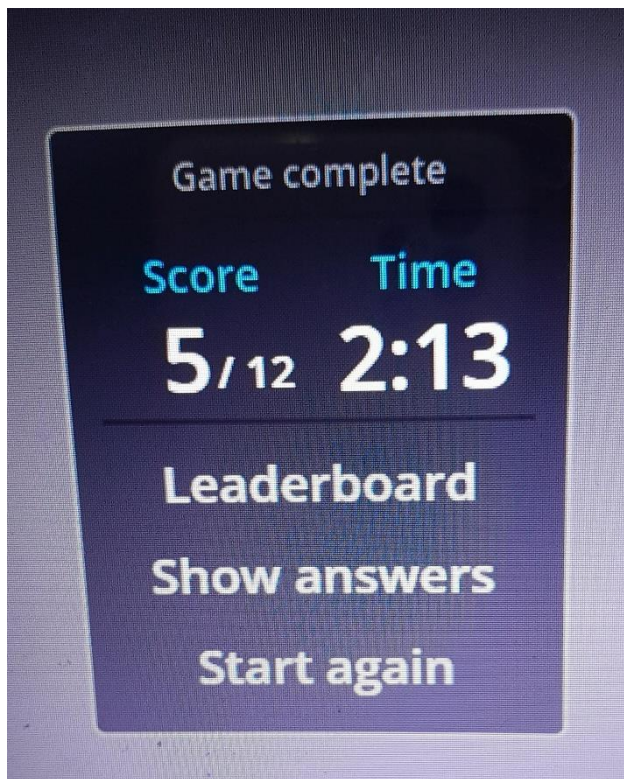 Game complete
Score Time
5/ 12 2:13
Leaderboard
Show answers
Start again